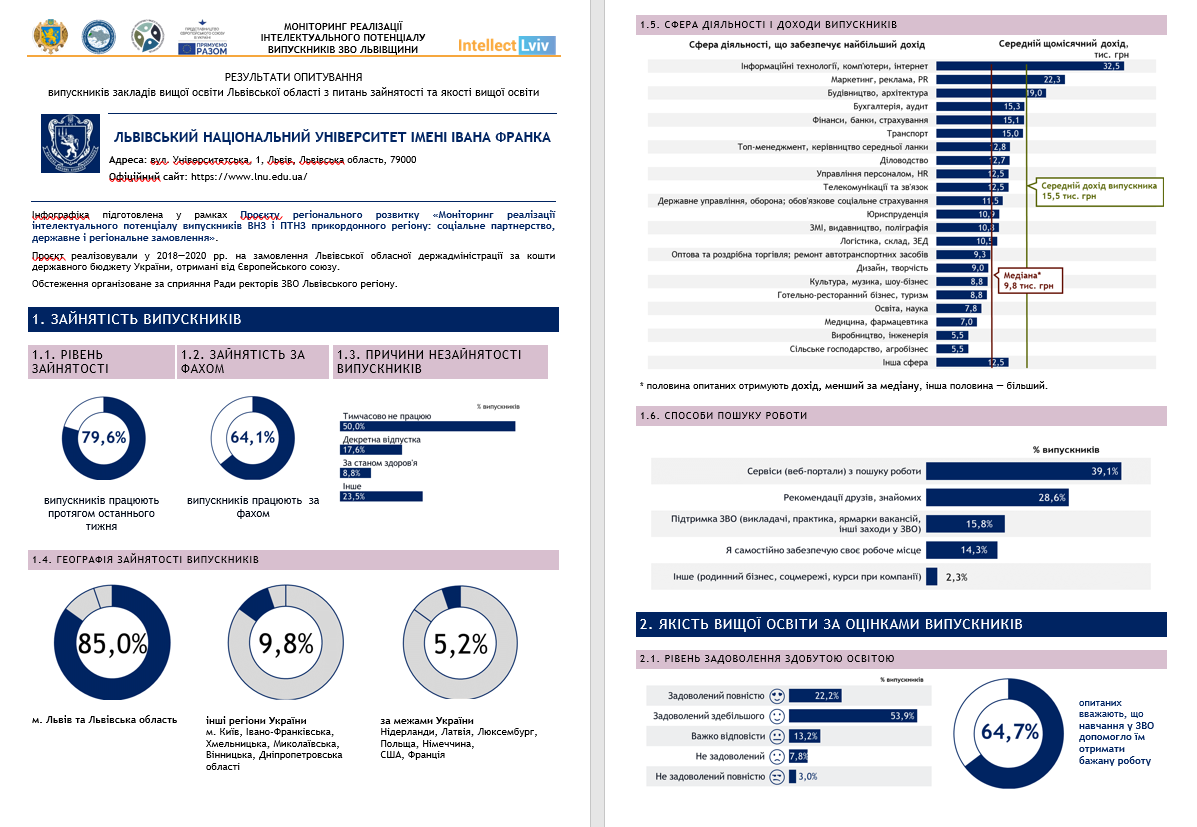 МОНІТОРИНГ РЕАЛІЗАЦІЇ
ІНТЕЛЕКТУАЛЬНОГО ПОТЕНЦІАЛУ
ВИПУСКНИКІВ ЗВО ЛЬВІВЩИНИ
ПРЯМУЄМО
РАЗОМ
Intellect Lviv
РЕЗУЛЬТАТИ ОПИТУВАННЯ
випускників закладів вищої освіти Львівської області з питань зайнятості та якості вищої освіти
ЛЬВІВСЬКИЙ НАЦІОНАЛЬНИЙ УНІВЕРСИТЕТ ІМЕНІ ІВАНА ФРАНКА
Адреса: вул. Університетська, 1, Львів, Львівська область, 79000
Офіційний сайт: https://www.lnu.edu.ua/
Інфографіка підготовлена у рамках Проєкту регіонального розвитку «Моніторинг реалізації
інтелектуального потенціалу випускників ВНЗ і ПТНЗ прикордонного регіону: соціальне партнерство,
державне і регіональне замовлення».
Проєкт реалізовували у 2018—2020 рр. на замовлення Львівської обласної держадміністрації за кошти
державного бюджету України, отримані від Європейського союзу.
Обстеження організоване за сприяння Ради ректорів ЗВО Львівського регіону.
1. ЗАЙНЯТІСТЬ ВИПУСКНИКІВ
1.1. РІВЕНЬ
ЗАЙНЯТОСТІ
79,6%
випускників працюють
протягом останнього
тижня
1.2. ЗАЙНЯТІСТЬ ЗА
ФАХОМ
64,1%
випускників працюють за
фахом
1.3. ПРИЧИНИ НЕЗАЙНЯТОСТІ
ВИПУСКНИКІВ
% випускників
Тимчасово не працюю
50,0%
Декретна відпустка
17,6%
За станом здоров'я
8,8%
Інше
23,5%
1.4. ГЕОГРАФІЯ ЗАЙНЯТОСТІ ВИПУСКНИКІВ
85,0%
м. Львів та Львівська область
9,8%
інші регіони України
м. Київ, Івано-Франківська,
Хмельницька, Миколаївська,
Вінницька, Дніпропетровська
області
5,2%
за межами України
Нідерланди, Латвія, Люксембург,
Польща, Німеччина,
США, Франція
1.5. СФЕРА ДІЯЛЬНОСТІ І ДОХОДИ ВИПУСКНИКІВ
Сфера діяльності, що забезпечує найбільший дохід
Середній щомісячний дохід,
тис. грн
Інформаційні технології, комп'ютери, інтернет 32,5
Маркетинг, реклама, PR 22,3
Будівництво, архітектура 19,0
Бухгалтерія, аудит 15,3
Фінанси, банки, страхування 15,1
Транспорт 15,0
Топ-менеджмент, керівництво середньої ланки 12,8
Діловодство 12,7
Управління персоналом, HR 12,5
Телекомунікації та зв'язок 12,5
Державне управління, оборона; обов'язкове соціальне страхування 11,5
Юриспруденція 10,9
ЗМІ, видавництво, поліграфія 10,8
Логістика, склад, ЗЕД 10,5
Оптова та роздрібна торгівля; ремонт автотранспортних засобів 9,3
Дизайн, творчість 9,0
Культура, музика, шоу-бізнес 8,8
Готельно-ресторанний бізнес, туризм 8,8
Освіта, наука 7,8
Медицина, фармацевтика 7,0
Виробництво, інженерія 5,5
Сільське господарство, агробізнес 5,5
Інша сфера 12,5
Середній дохід випускника
15,5 тис. грн
Медіана*
9,8 тис. грн
* половина опитаних отримують дохід, менший за медіану, інша половина — більший.
1.6. СПОСОБИ ПОШУКУ РОБОТИ
% випускників
Сервіси (веб-портали) з пошуку роботи 39,1%
Рекомендації друзів, знайомих 28,6%
Підтримка ЗВО (викладачі, практика, ярмарки вакансій,
інші заходи у ЗВО) 15,8%
Я самостійно забезпечую своє робоче місце 14,3%
Інше (родинний бізнес, соцмережі, курси при компанії) 2,3%
2. ЯКІСТЬ ВИЩОЇ ОСВІТИ ЗА ОЦІНКАМИ ВИПУСКНИКІВ
2.1. РІВЕНЬ ЗАДОВОЛЕННЯ ЗДОБУТОЮ ОСВІТОЮ
% випускників
Задоволений повністю 22,2%
Задоволений здебільшого 53,9%
Важко відповісти 13,2%
Не задоволений 7,8%
Не задоволений повністю 3,0%
64,7%
опитаних
вважають, що
навчання у ЗВО
допомогло їм
отримати
бажану роботу